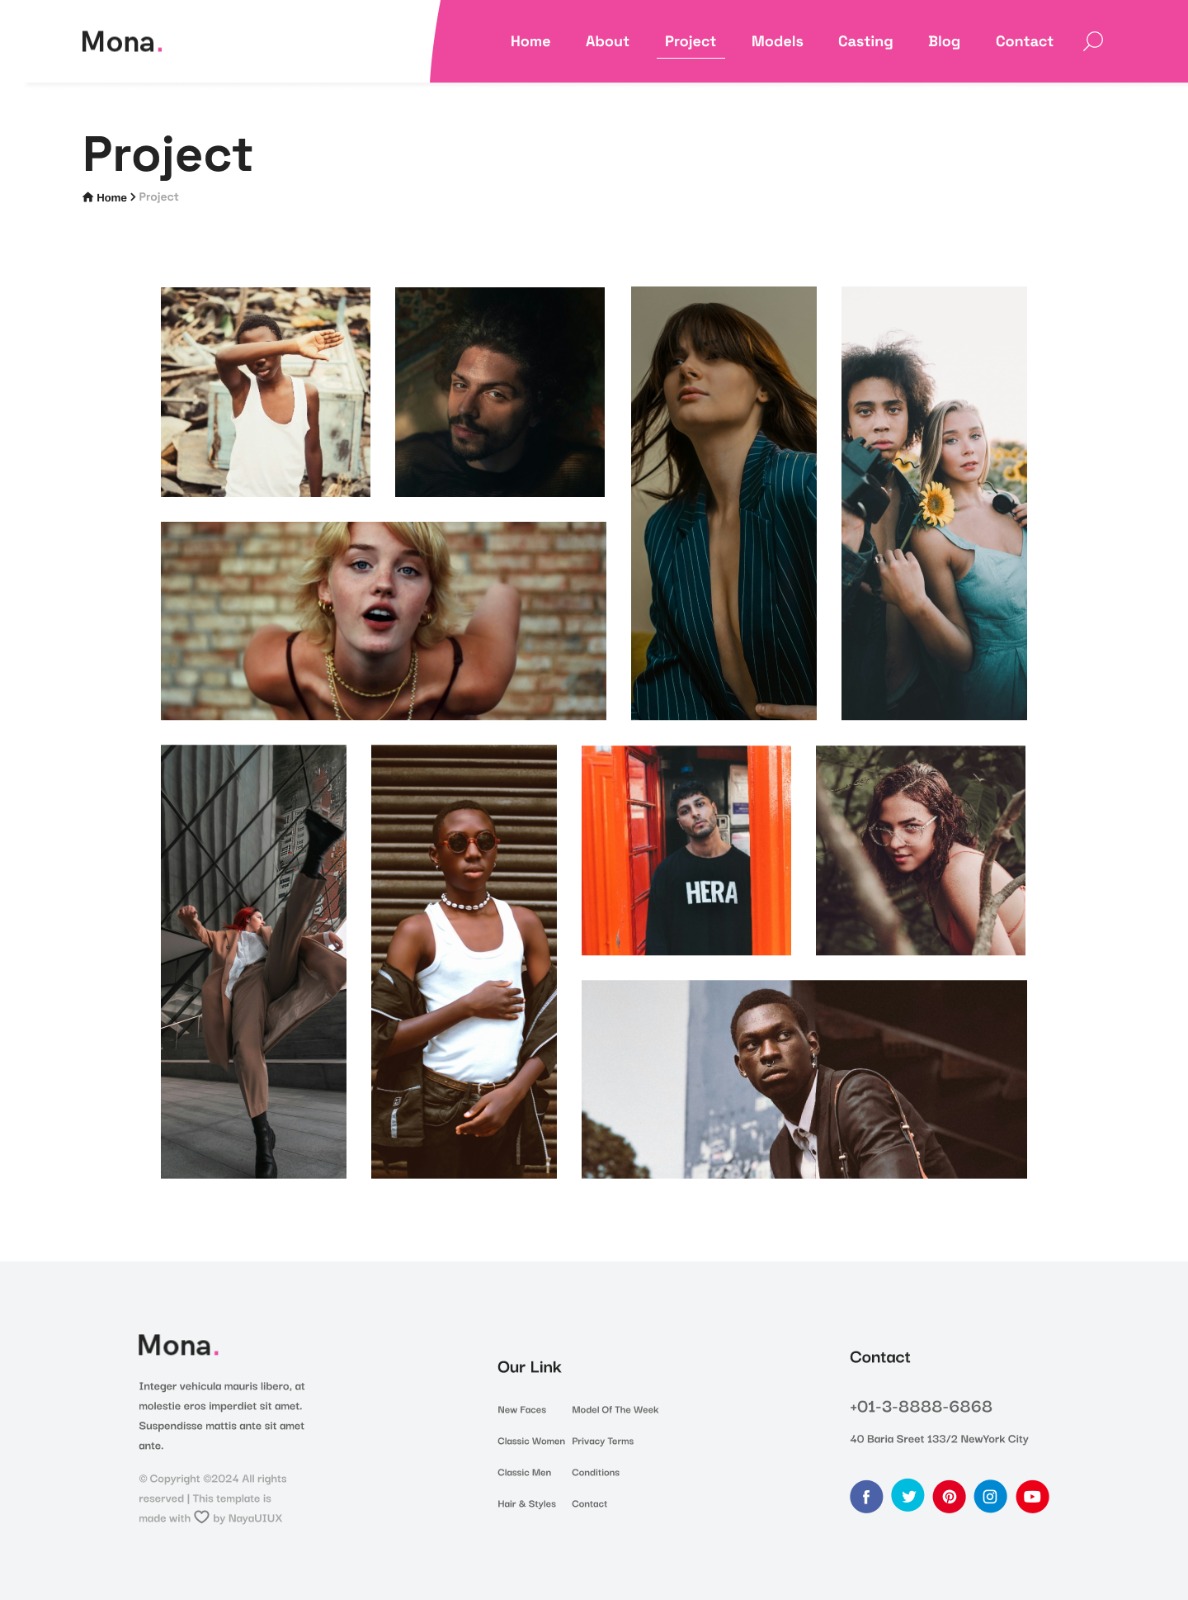 Mona.
Home About Project Models Casting Blog Contact
Project
Home > Project
HERA
Mona.
Integer vehicula mauris libero, at
molestie eros imperdiet sit amet.
Suspendisse mattis ante sit amet
ante.
© Copyright ©2024 All rights
reserved | This template is
made with ♡ by NayaUIUX
Our Link
New Faces Model Of The Week
Classic Women Privacy Terms
Classic Men Conditions
Hair & Styles Contact
Contact
+01-3-8888-6868
40 Baria Sreet 133/2 NewYork City